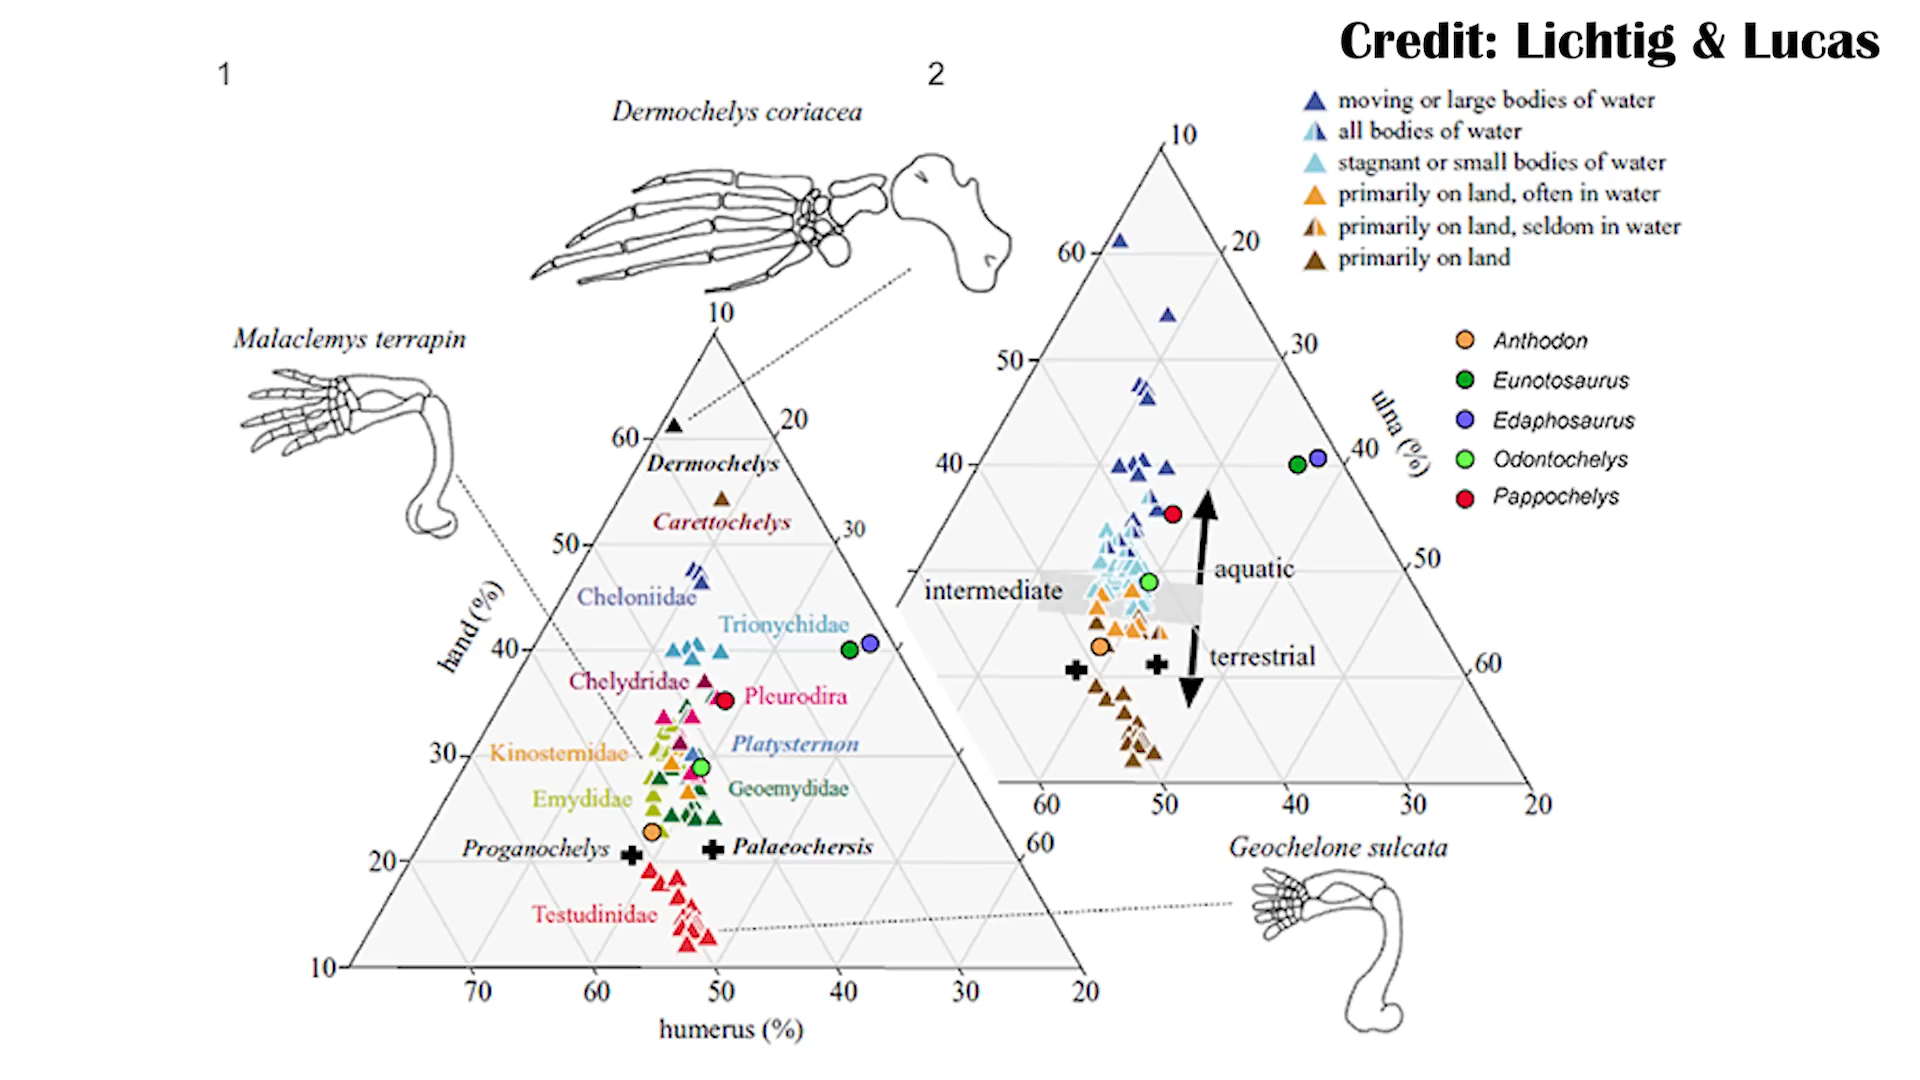 Credit: Lichtig & Lucas
1
2
Dermochelys coriacea
Malaclemys terrapin
10
20
30
60
60
50
40
30
20
10
hand (%)
70
60
50
40
30
20
humerus (%)
Dermochelys
Carettochelys
Cheloniidae
Trionychidae
Chelydridae
Pleurodira
Kinosternidae
Platysternon
Emydidae
Geoemydidae
Proganochelys
Palaeochersis
Testudinidae
10
20
30
40
50
60
ulna (%)
60
50
40
intermediate
aquatic
terrestrial
60
50
40
30
20
Geochelone sulcata
moving or large bodies of water
all bodies of water
stagnant or small bodies of water
primarily on land, often in water
primarily on land, seldom in water
primarily on land
Anthodon
Eunotosaurus
Edaphosaurus
Odontochelys
Pappochelys